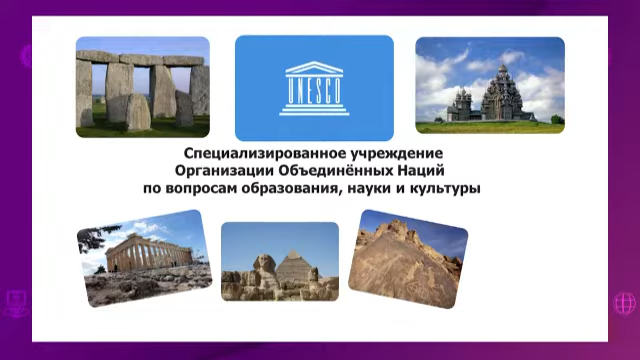 UNESCO
Специализированное учреждение
Организации Объединённых Наций
по вопросам образования, науки и культуры